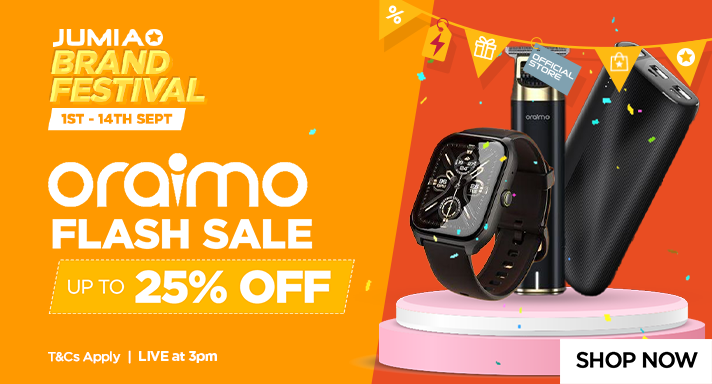 JUMIA
BRAND
FESTIVAL
1ST - 14TH SEPT
oraimo
FLASH SALE
UP TO 25% OFF
T&Cs Apply | LIVE at 3pm
%
OFFICIAL
STORE
oraimo
SHOP NOW